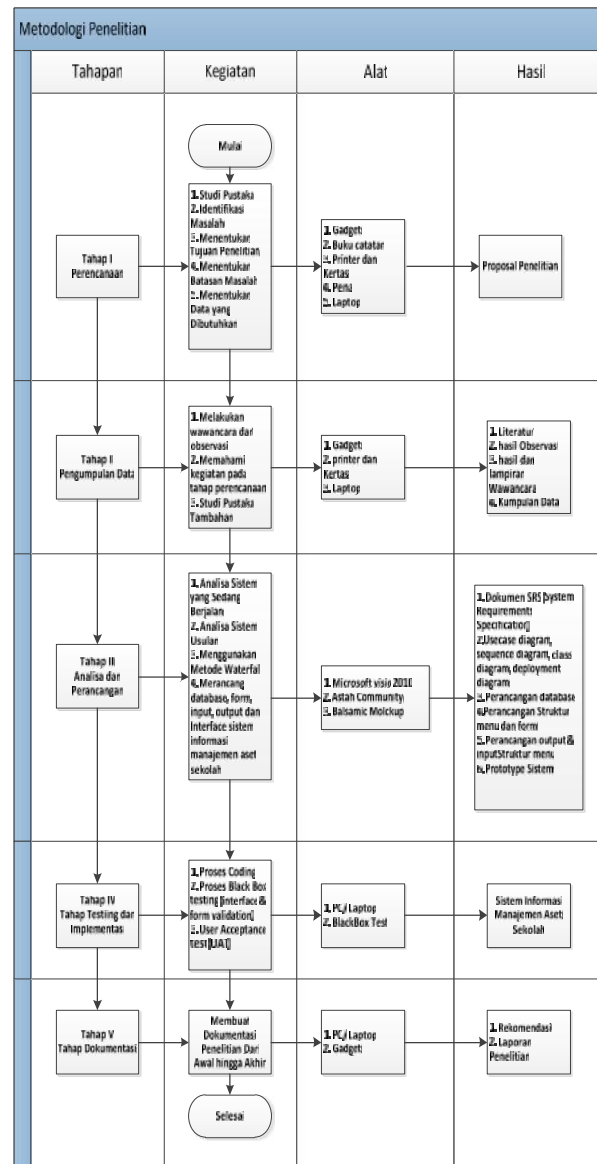 Metodologi Penelitian
Tahapan
Kegiatan
Alat
Hasil
Mulai
Tahap I
Perencanaan
1.Studi Pustaka
2.Identifikasi
Masalah
3.Menentukan
Tujuan Penelitian
4.Menentukan
Batasan Masalah
5.Menentukan
Data yang
Dibutuhkan
1.Gadget
2.Buku catatan
3.Printer dan
Kertas
4.Pena
5.Laptop
Proposal Penelitian
Tahap II
Pengumpulan Data
1.Melakukan
wawancara dan
observasi
2.Memahami
kegiatan pada
tahap perencanaan
3.Studi Pustaka
Tambahan
1.Gadget
2.printer dan
Kertas
3.Laptop
1.Literatur
2.hasil Observasi
3.hasil dan
lampiran
Wawancara
4.Kumpulan Data
Tahap III
Analisa dan
Perancangan
1.Analisa Sistem
yang Sedang
Berjalan
2.Analisa Sistem
Usulan
3.Menggunakan
Metode Waterfal
4.Merancang
database, form,
input, output dan
Interface sistem
informasi
manajemen aset
sekolah
1.Microsoft visio 2010
2.Astah Community
3.Balsamic Molckup
1.Dokumen SRS (System
Requirements
Specification)
2.Usecase diagram,
sequence diagram, class
diagram, deployment
diagram
3.Perancangan database
4.Perancangan Struktur
menu dan form
5.Perancangan output &
inputStruktur menu
6.Prototype Sistem
Tahap IV
Tahap Testiing dan
Implementasi
1.Proses Coding
2.Proses Black Box
testing (interface &
form validation)
3.User Acceptance
test(UAT)
1.PC/ Laptop
2.BlackBox Test
Sistem Informasi
Manajemen Aset
Sekolah
Tahap V
Tahap Dokumentasi
Membuat
Dokumentasi
Penelitian Dari
Awal hingga Akhir
1.PC/ Laptop
2.Gadget
1.Rekomendasi
2.Laporan
Penelitian
Selesai